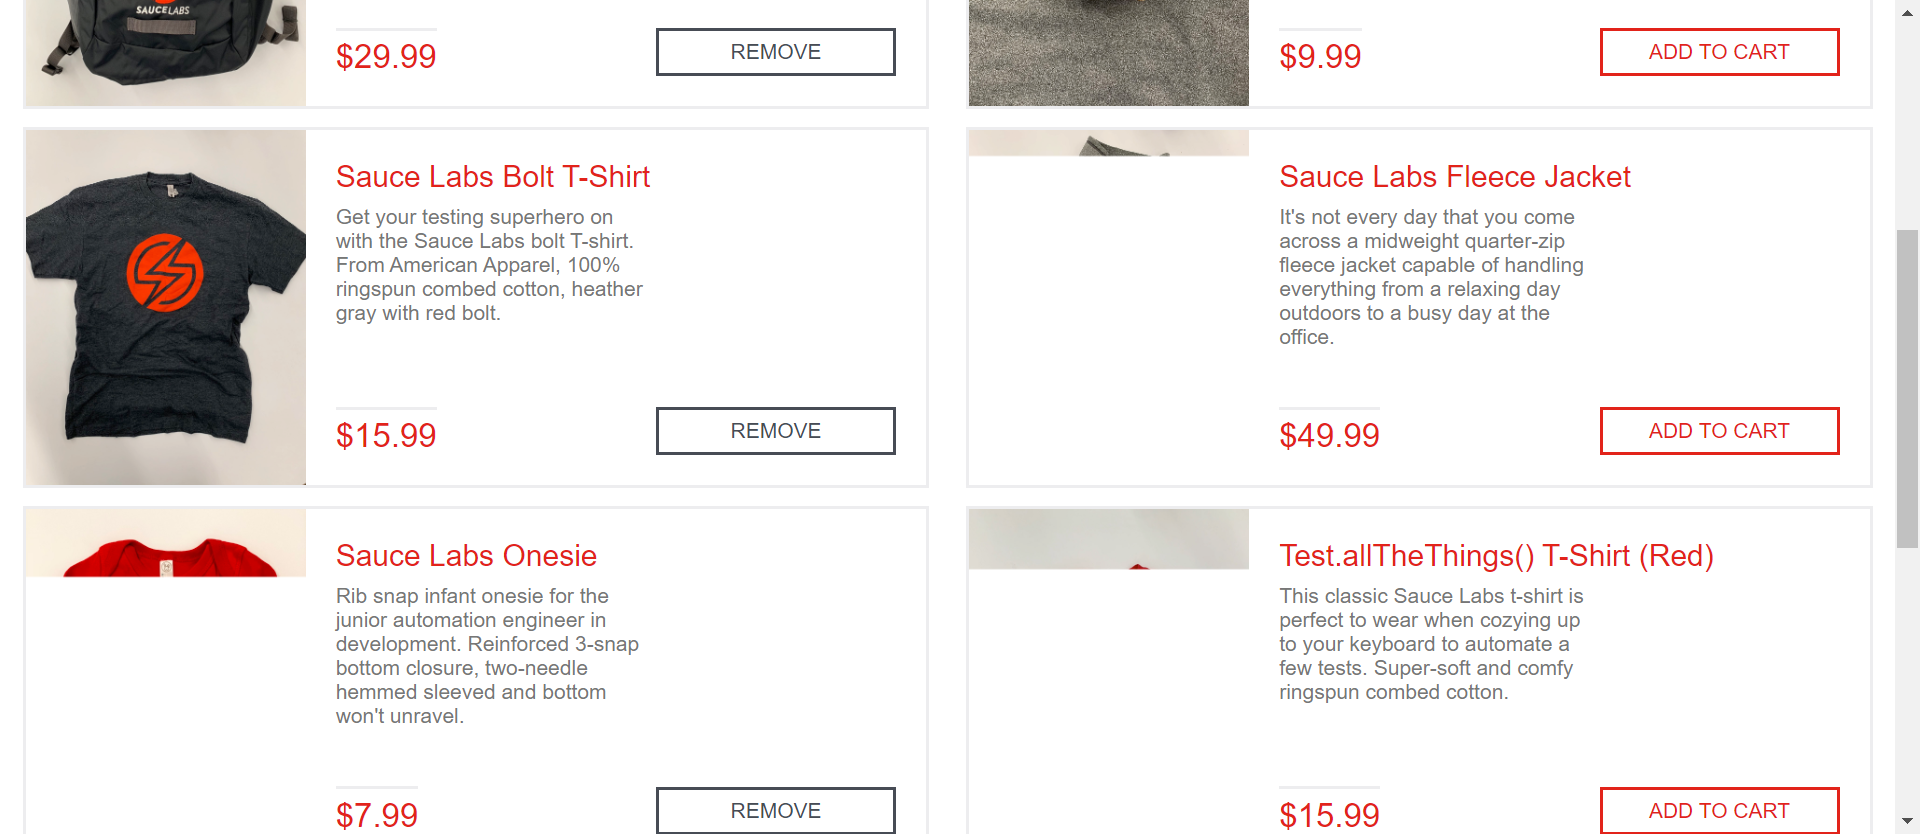 SAUCELABS
$29.99
REMOVE
$9.99
ADD TO CART
Sauce Labs Bolt T-Shirt
Get your testing superhero on
with the Sauce Labs bolt T-shirt.
From American Apparel, 100%
ringspun combed cotton, heather
gray with red bolt.
$15.99
REMOVE
Sauce Labs Fleece Jacket
It's not every day that you come
across a midweight quarter-zip
fleece jacket capable of handling
everything from a relaxing day
outdoors to a busy day at the
office.
$49.99
ADD TO CART
Sauce Labs Onesie
Rib snap infant onesie for the
junior automation engineer in
development. Reinforced 3-snap
bottom closure, two-needle
hemmed sleeved and bottom
won't unravel.
$7.99
REMOVE
Test.allTheThings() T-Shirt (Red)
This classic Sauce Labs t-shirt is
perfect to wear when cozying up
to your keyboard to automate a
few tests. Super-soft and comfy
ringspun combed cotton.
$15.99
ADD TO CART